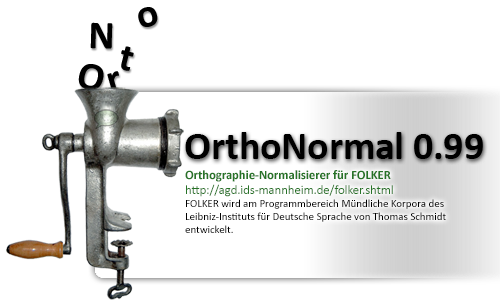 o
N
t
Or
OrthoNormal 0.99
Orthographie-Normalisierer für FOLKER
http://agd.ids-mannheim.de/folker.shtml
FOLKER wird am Programmbereich Mündliche Korpora des
Leibniz-Instituts für Deutsche Sprache von Thomas Schmidt
entwickelt.